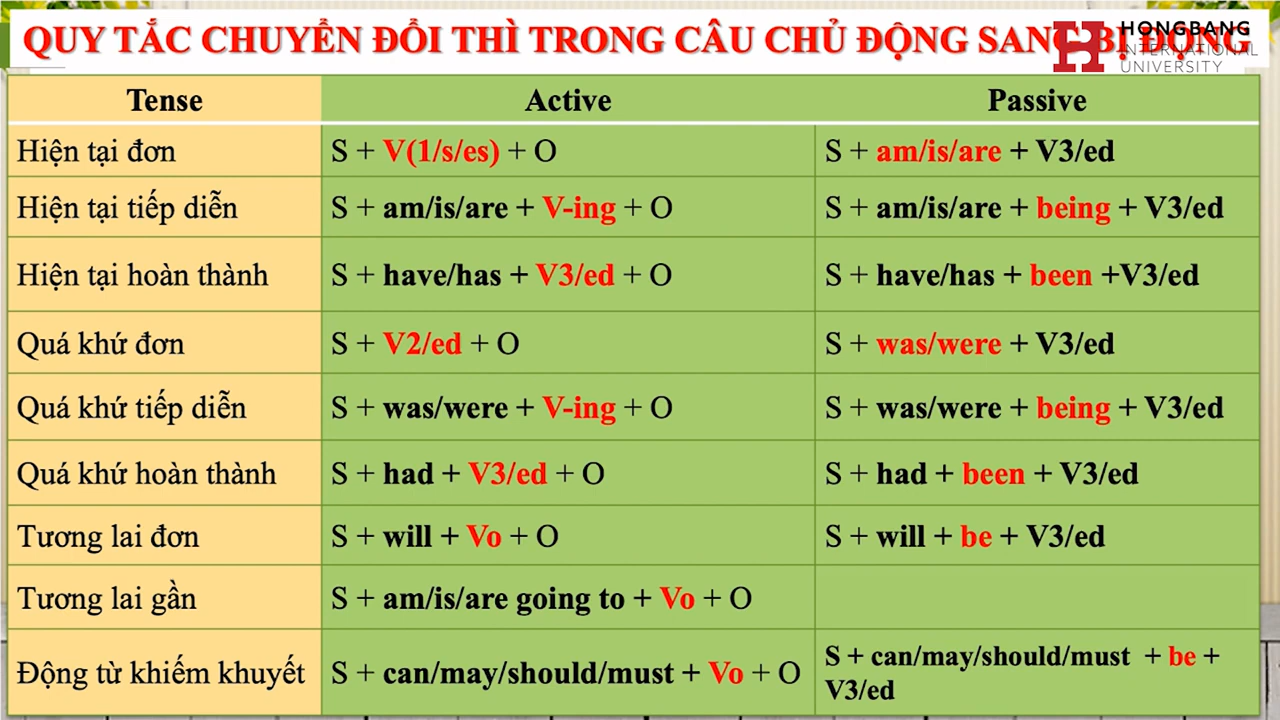 QUY TẮC CHUYỂN ĐỔI THÌ TRONG CÂU CHỦ ĐỘNG SANG BỊ ĐỘNG
HONGBANG
INTERNATIONAL
UNIVERSITY
Tense Active Passive
Hiện tại đơn S + V(1/s/es) + O S + am/is/are + V3/ed
Hiện tại tiếp diễn S + am/is/are + V-ing + O S + am/is/are + being + V3/ed
Hiện tại hoàn thành S + have/has + V3/ed + O S + have/has + been +V3/ed
Quá khứ đơn S + V2/ed + O S + was/were + V3/ed
Quá khứ tiếp diễn S + was/were + V-ing + O S + was/were + being + V3/ed
Quá khứ hoàn thành S + had + V3/ed + O S + had + been + V3/ed
Tương lai đơn S + will + Vo + O S + will + be + V3/ed
Tương lai gần S + am/is/are going to + Vo + O
Động từ khiếm khuyết S + can/may/should/must + Vo + O S + can/may/should/must + be +
V3/ed